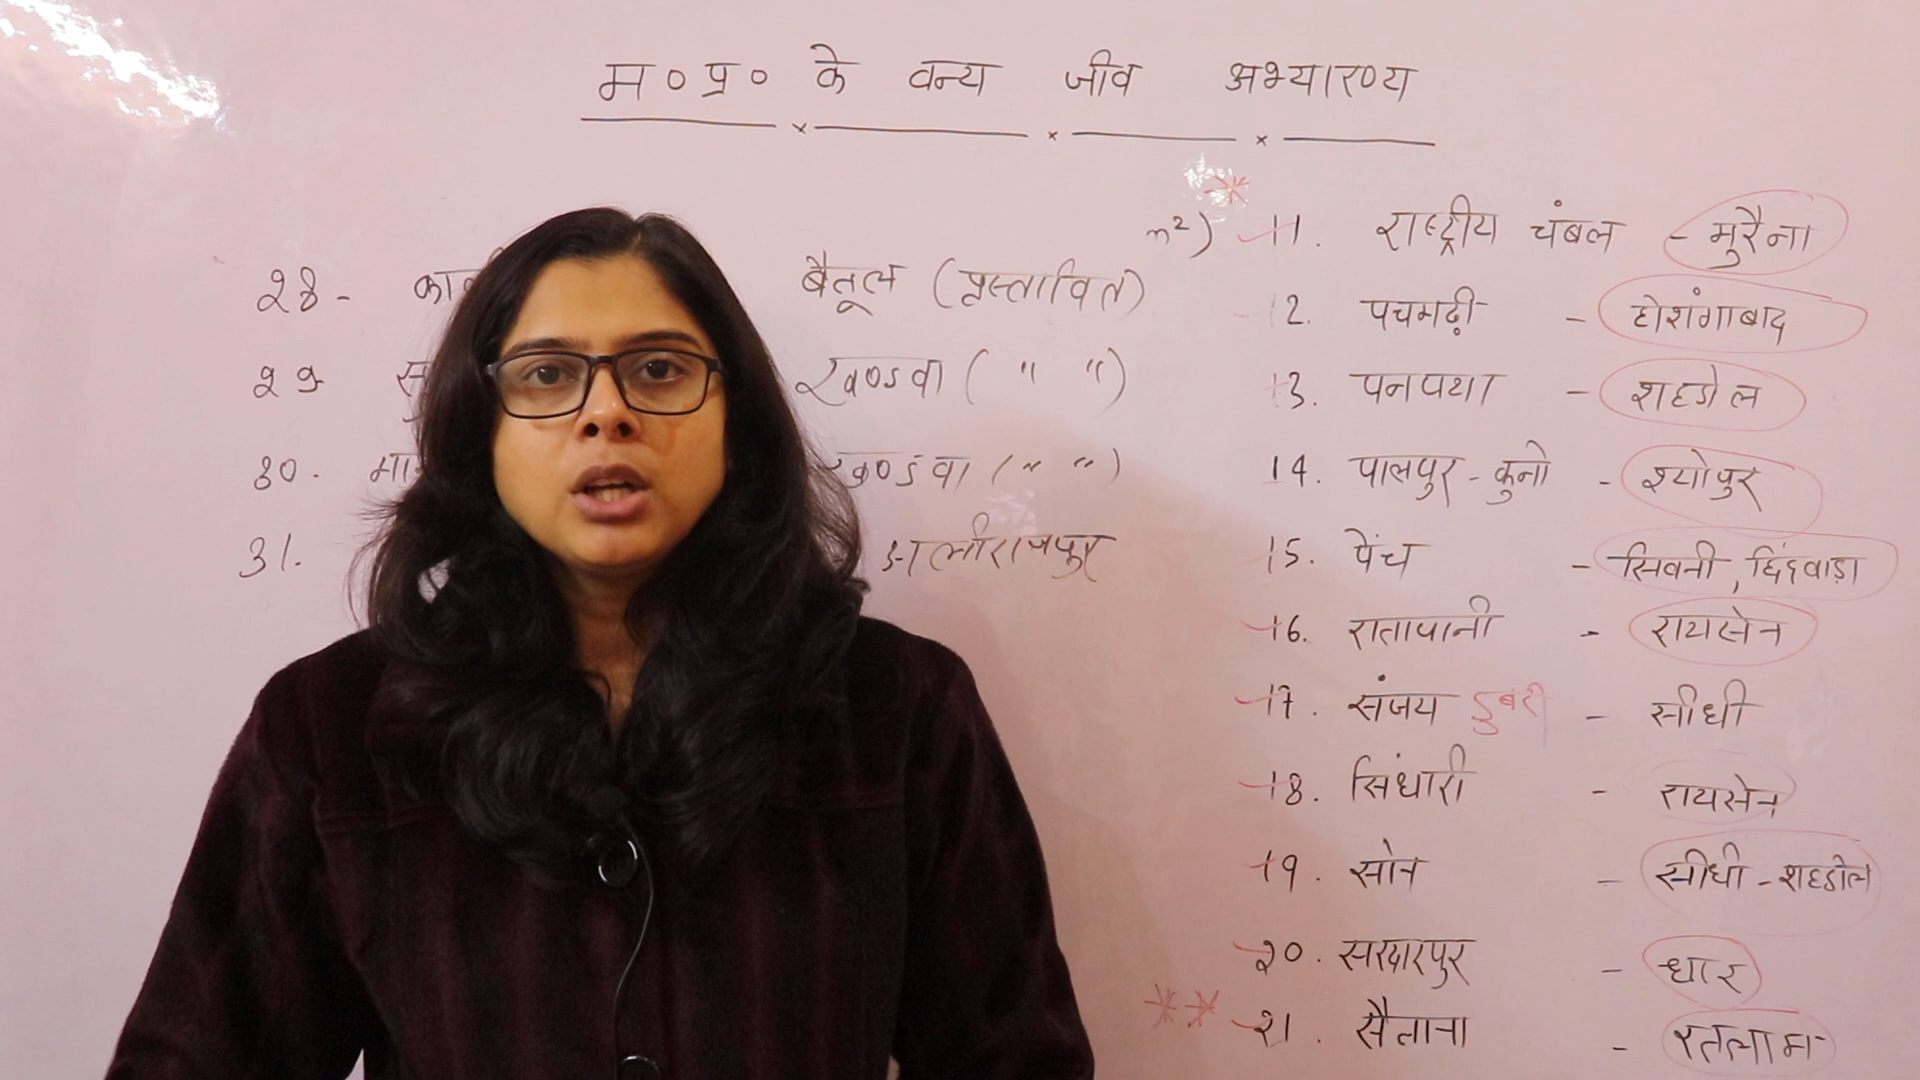 म०प्र० के वन्य जीव अभ्यारण्य
28- बैतूल (प्रस्तावित)
29 खण्डवा ( " " )
30. खण्डवा ( " " )
31. अलीराजपुर
11. राष्ट्रीय चंबल - मुरैना
12. पचमढ़ी - होशंगाबाद
13. पनपथा - शहडोल
14. पालपुर-कुनो - श्योपुर
15. पेंच - सिवनी, छिंदवाड़ा
16. रातापानी - रायसेन
17. संजय डुबरी - सीधी
18. सिंधारी - रायसेन
19. सोन - सीधी-शहडोल
20. सरदारपुर - धार
21. सैलाना - रतलाम